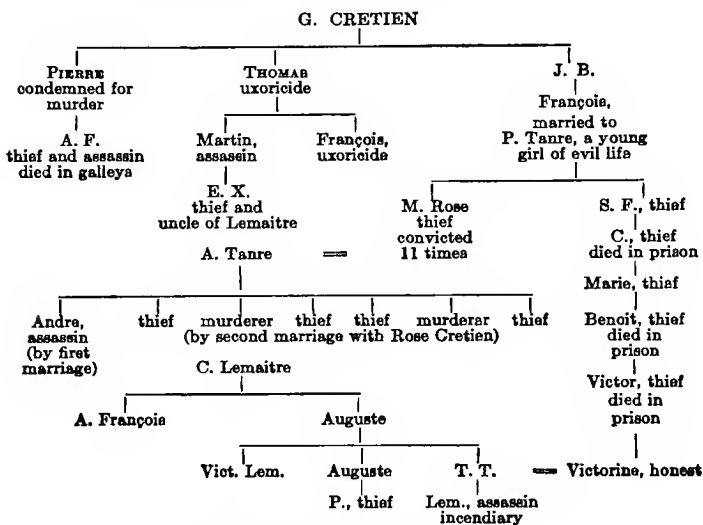 G. CRETIEN
PIERRE
condemned for
murder
THOMAS
uxoricide
J. B.
A. F.
thief and assassin
died in galleys
Martin,
assassin
François,
uxoricide
François,
married to
P. Tanre, a young
girl of evil life
E. X.
thief and
uncle of Lemaitre
M. Rose
thief
convicted
11 times
S. F., thief
C., thief
died in prison
A. Tanre =
Marie, thief
Andre,
assassin
(by first
marriage)
thief murderer thief thief murderar thief
(by second marriage with Rose Cretien)
Benoit, thief
died in
prison
C. Lemaitre
Victor, thief
died in
prison
A. François Auguste
Vict. Lem. Auguste T. T. = Victorine, honest
P., thief Lem., assassin
incendiary